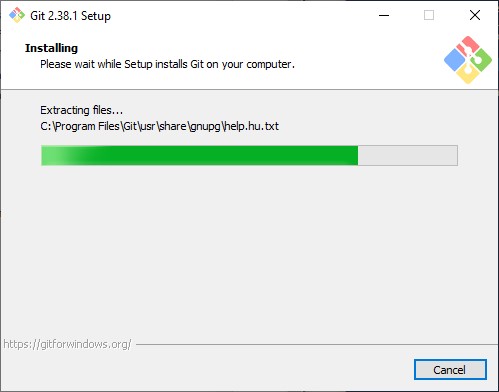 Git 2.38.1 Setup
Installing
Please wait while Setup installs Git on your computer.
Extracting files...
C:\Program Files\Git\usr\share\gnupg\help.hu.txt
https://gitforwindows.org/
Cancel